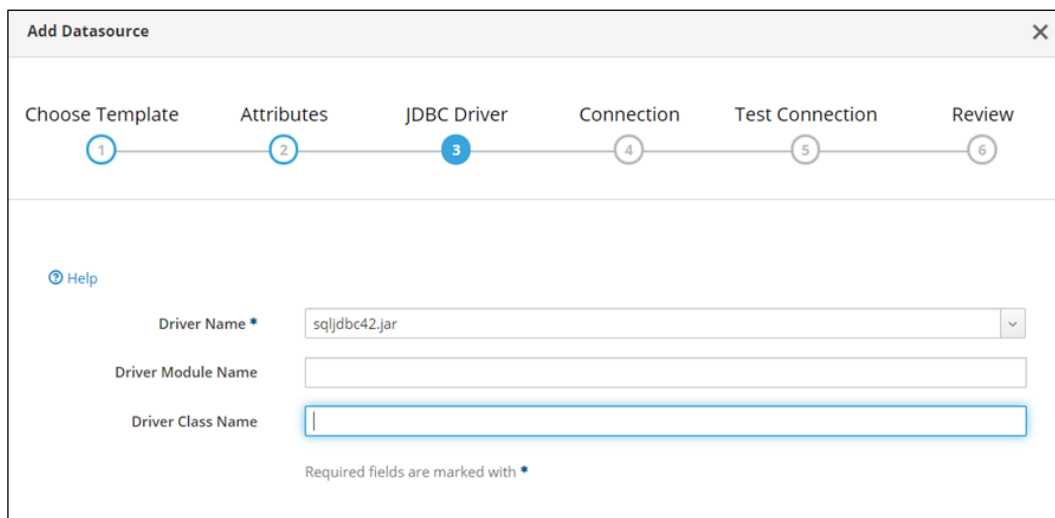 Add Datasource
Choose Template Attributes JDBC Driver Connection Test Connection Review
1 2 3 4 5 6
Help
Driver Name * sqljdbc42.jar
Driver Module Name
Driver Class Name
Required fields are marked with *